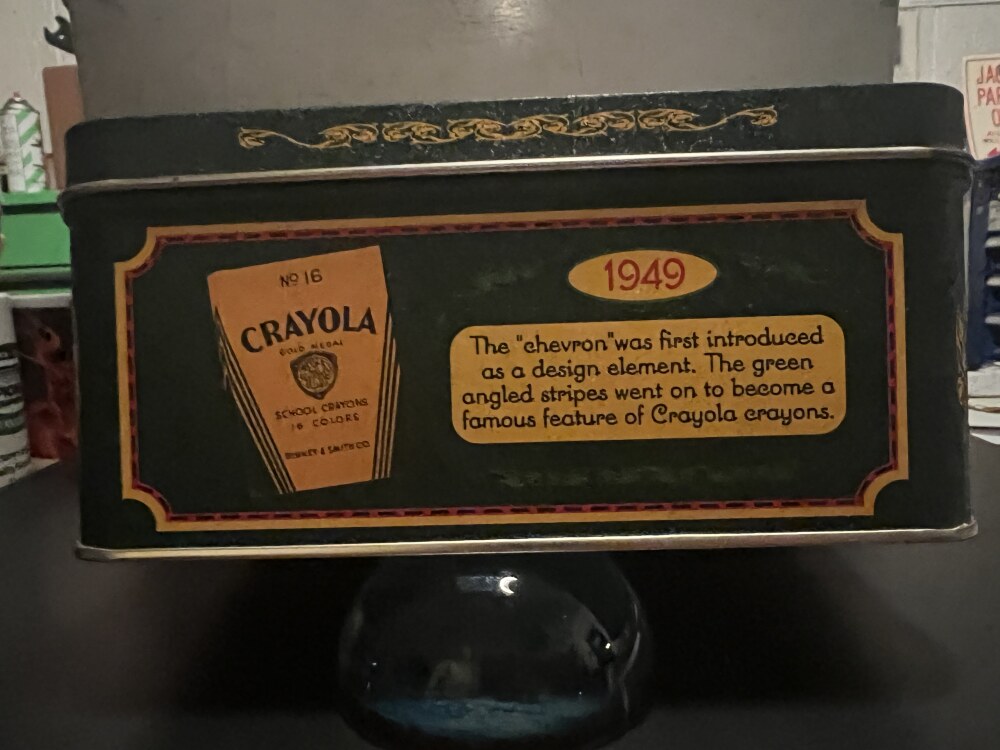 No 16
CRAYOLA
GOLD MEDAL
SCHOOL CRAYONS
16 COLORS
BINNEY & SMITH CO.
1949
The "chevron"was first introduced
as a design element. The green
angled stripes went on to become a
famous feature of Crayola crayons.